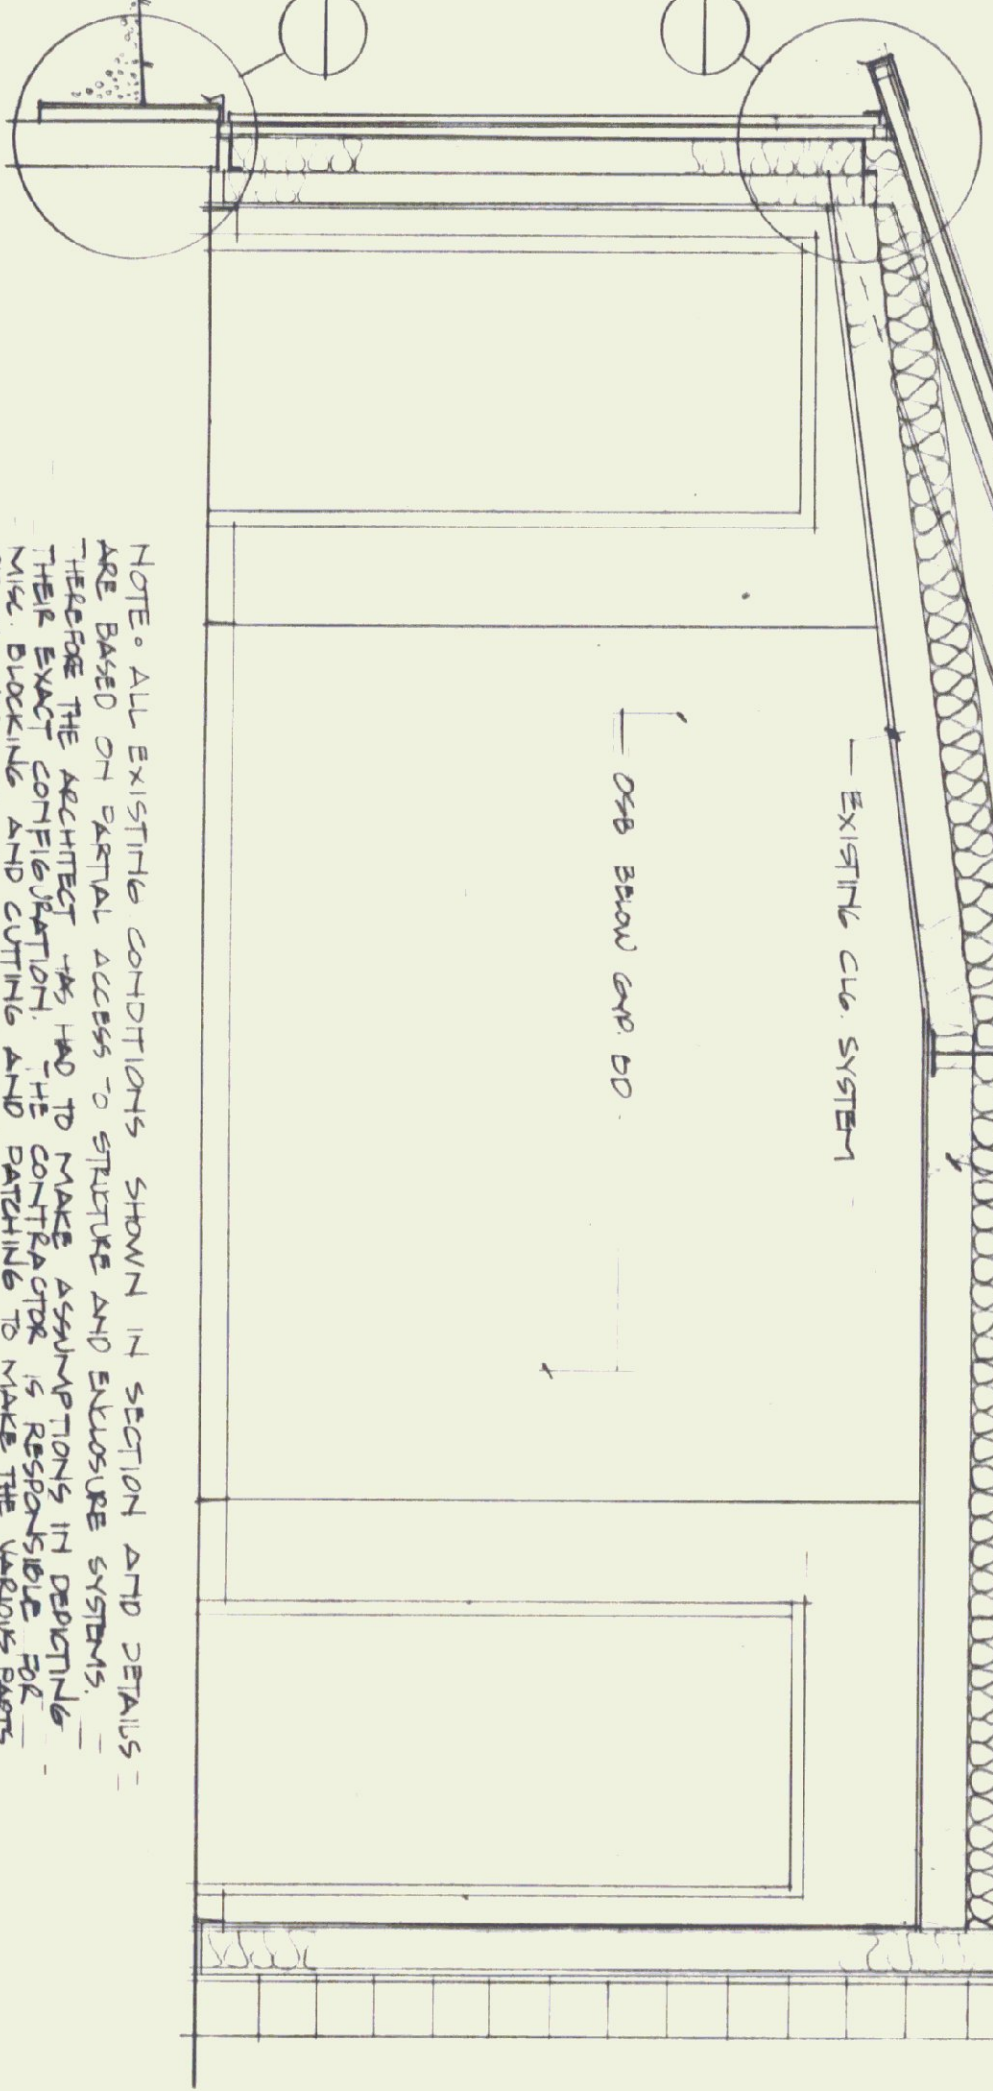 EXISTING CLG. SYSTEM
OSB BELOW GYP. BD.
NOTE: ALL EXISTING CONDITIONS SHOWN IN SECTION AND DETAILS
ARE BASED ON PARTIAL ACCESS TO STRUCTURE AND ENCLOSURE SYSTEMS.
THEREFORE THE ARCHITECT HAS HAD TO MAKE ASSUMPTIONS IN DEPICTING
THEIR EXACT CONFIGURATION. THE CONTRACTOR IS RESPONSIBLE FOR
MISC. BLOCKING AND CUTTING AND PATCHING TO MAKE THE VARIOUS PARTS